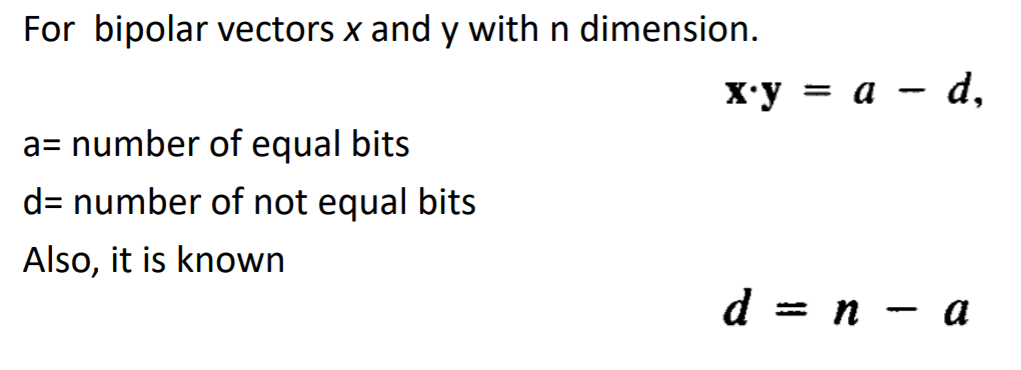 For bipolar vectors x and y with n dimension.
x·y = a − d,
a= number of equal bits
d= number of not equal bits
Also, it is known
d = n − a